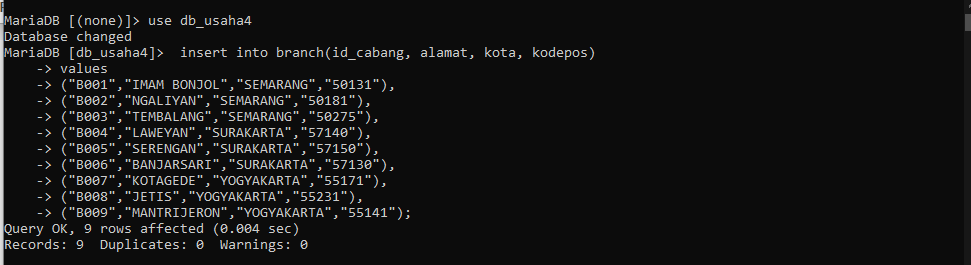 MariaDB [(none)]> use db_usaha4
Database changed
MariaDB [db_usaha4]>  insert into branch(id_cabang, alamat, kota, kodepos)
    -> values
    -> ("B001","IMAM BONJOL","SEMARANG","50131"),
    -> ("B002","NGALIYAN","SEMARANG","50181"),
    -> ("B003","TEMBALANG","SEMARANG","50275"),
    -> ("B004","LAWEYAN","SURAKARTA","57140"),
    -> ("B005","SERENGAN","SURAKARTA","57150"),
    -> ("B006","BANJARSARI","SURAKARTA","57130"),
    -> ("B007","KOTAGEDE","YOGYAKARTA","55171"),
    -> ("B008","JETIS","YOGYAKARTA","55231"),
    -> ("B009","MANTRIJERON","YOGYAKARTA","55141");
Query OK, 9 rows affected (0.004 sec)
Records: 9  Duplicates: 0  Warnings: 0